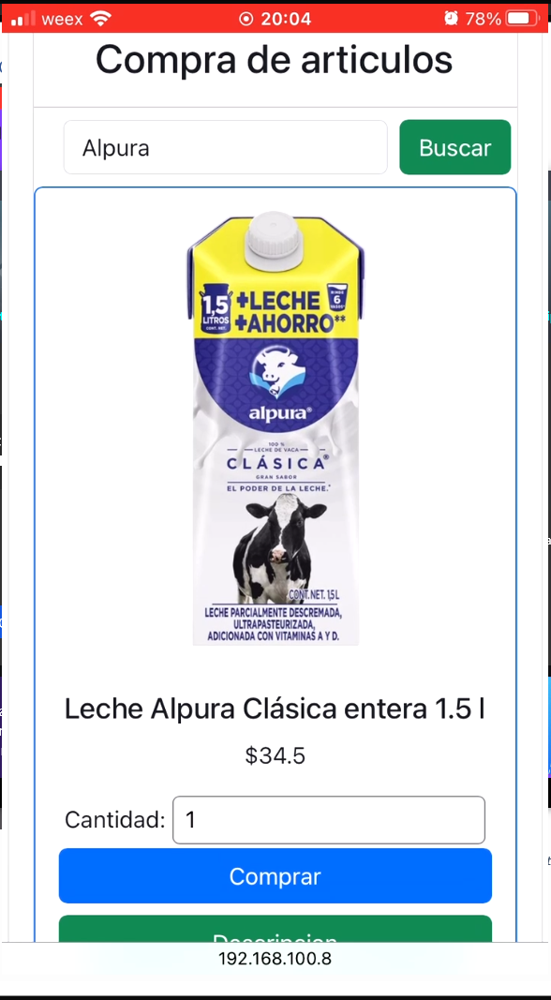 weex 20:04 78%
Compra de articulos
Alpura
Buscar
1,5
LITROS
CONT. NET.
+LECHE
+AHORRO**
RINDE
6
VASOS*
alpura®
100 %
LECHE DE VACA
CLÁSICA®
GRAN SABOR
EL PODER DE LA LECHE.*
CONT. NET. 1,5 L
LECHE PARCIALMENTE DESCREMADA,
ULTRAPASTEURIZADA,
ADICIONADA CON VITAMINAS A Y D.
Leche Alpura Clásica entera 1.5 l
$34.5
Cantidad: 1
Comprar
Descripcion
192.168.100.8